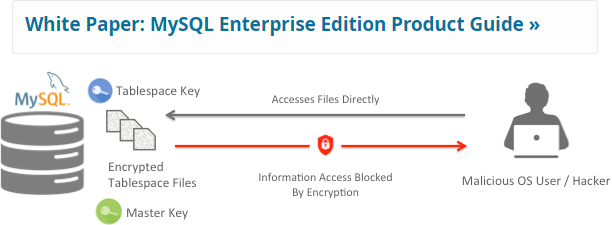 White Paper: MySQL Enterprise Edition Product Guide »
MySQL
Tablespace Key
Accesses Files Directly
Encrypted
Tablespace Files
Information Access Blocked
By Encryption
Malicious OS User / Hacker
Master Key